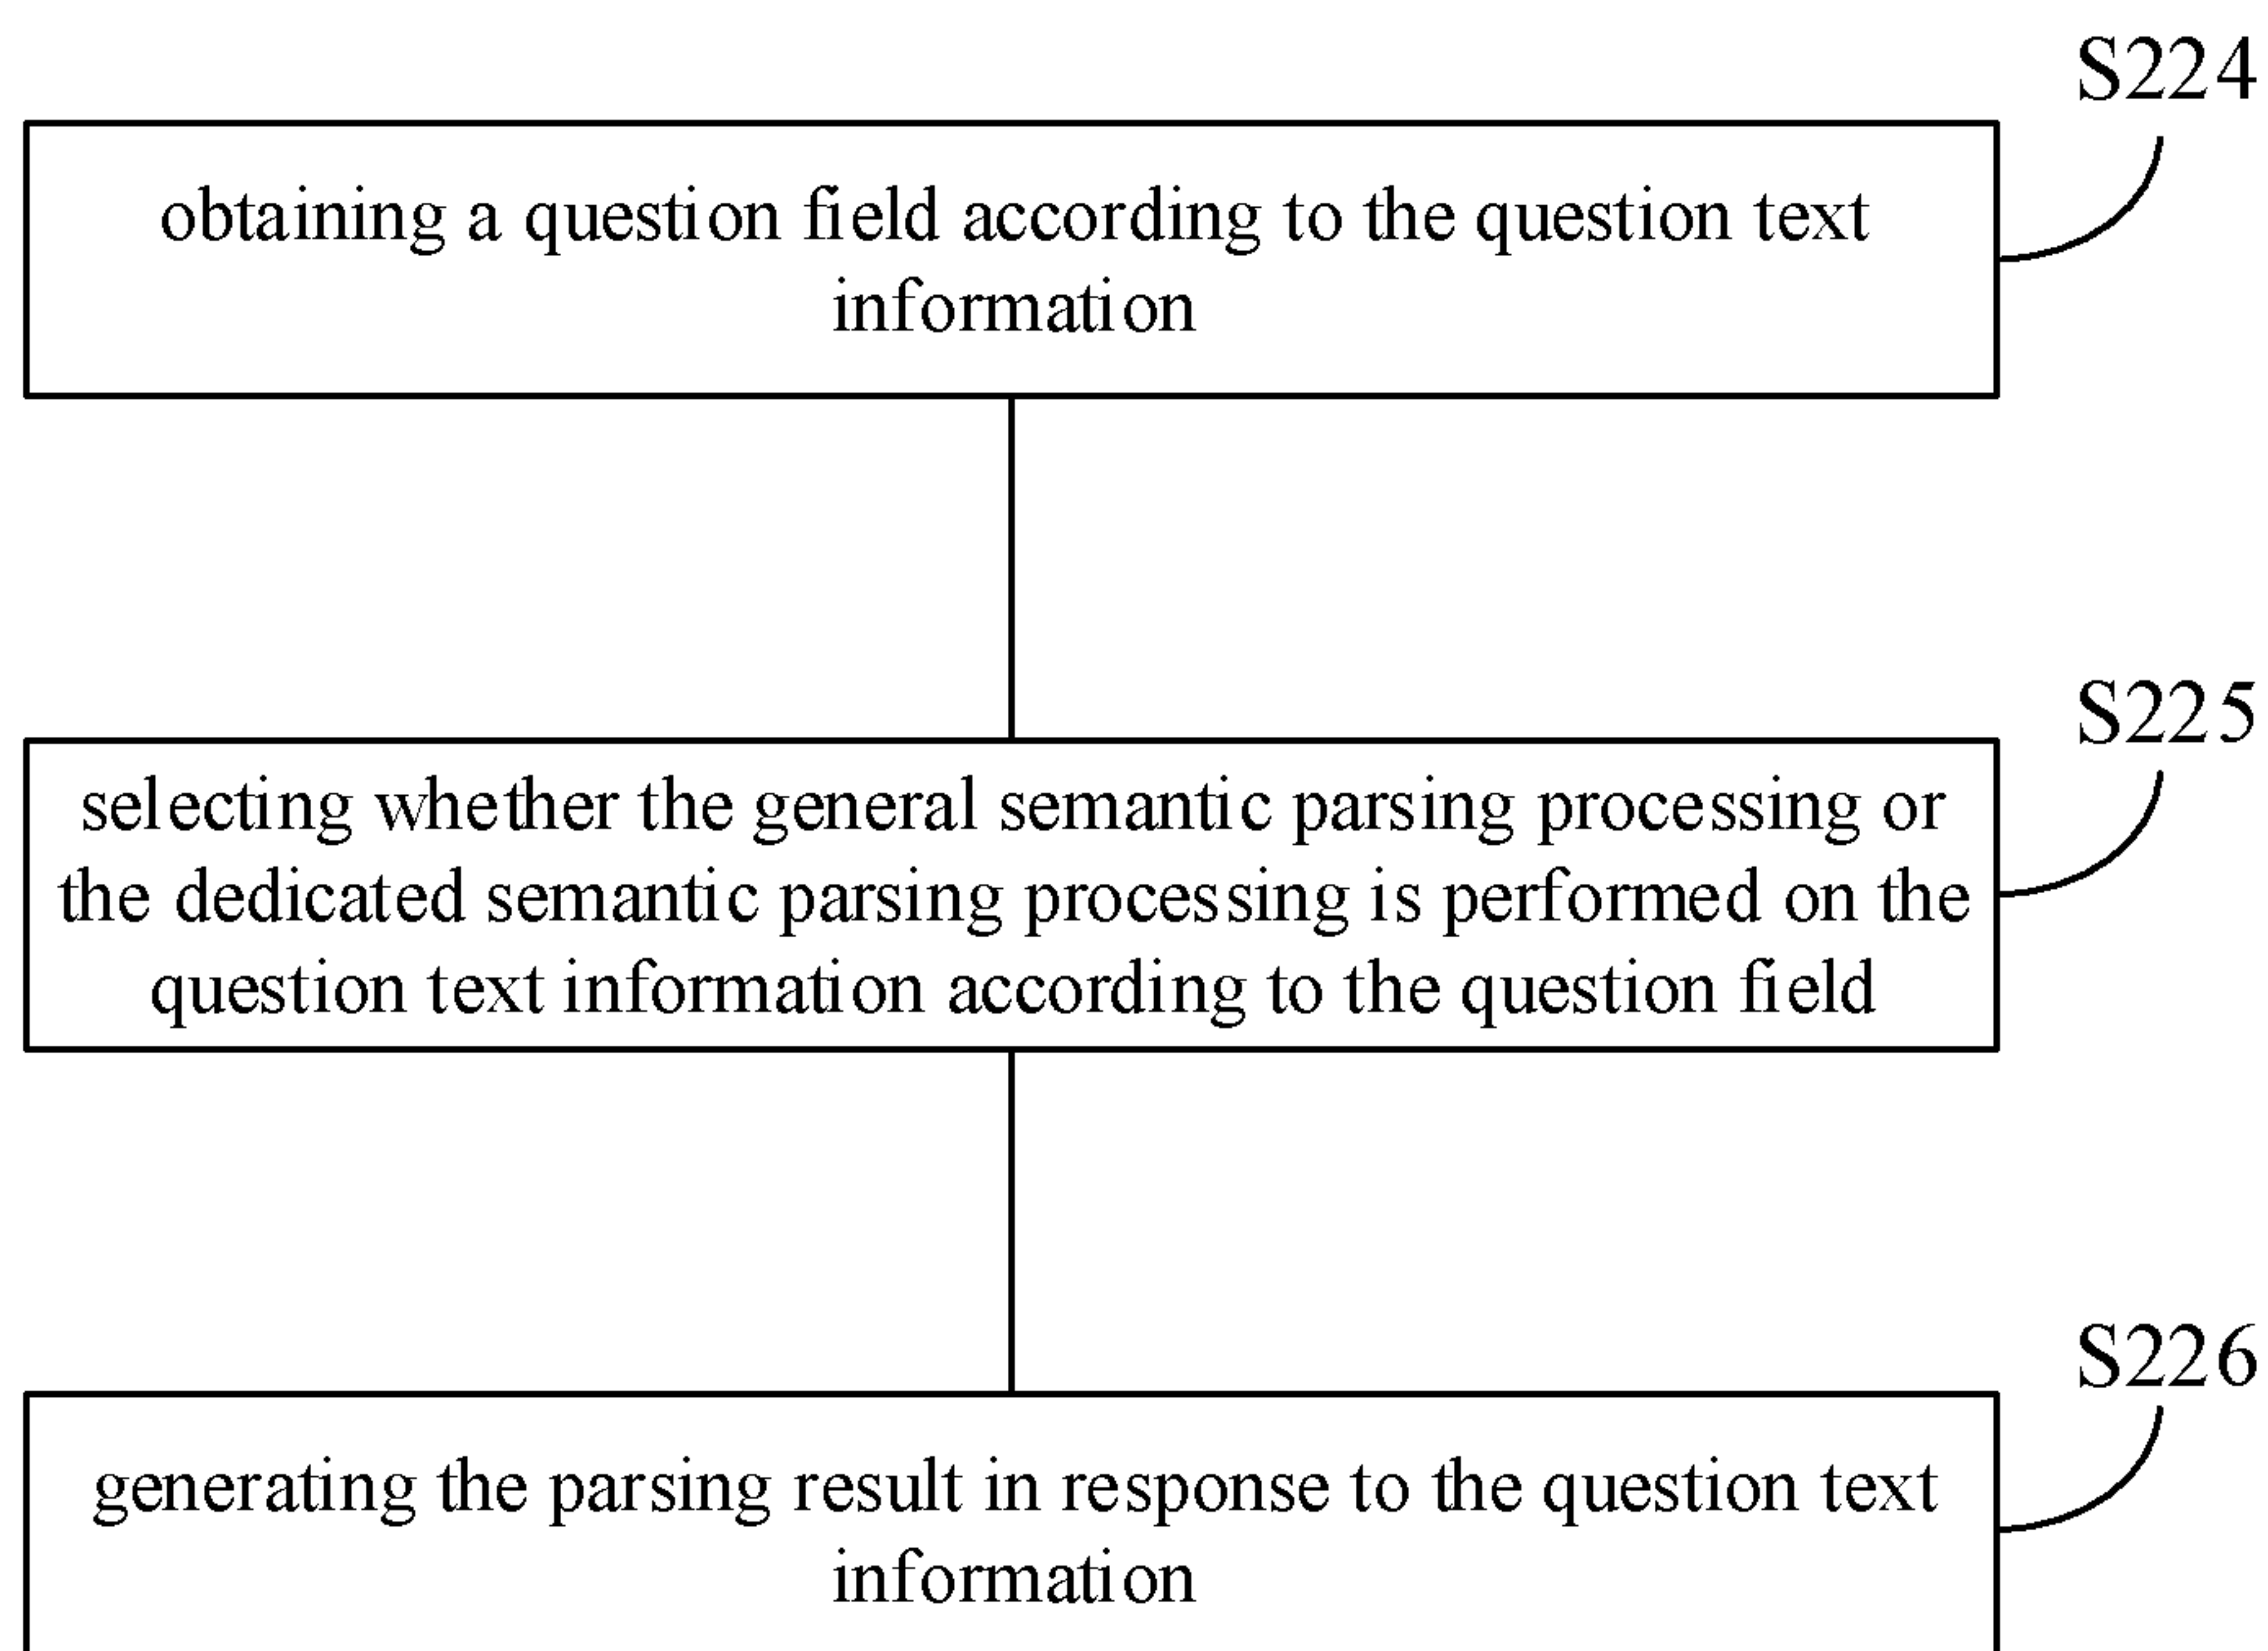 S224
obtaining a question field according to the question text
information
S225
selecting whether the general semantic parsing processing or
the dedicated semantic parsing processing is performed on the
question text information according to the question field
S226
generating the parsing result in response to the question text
information